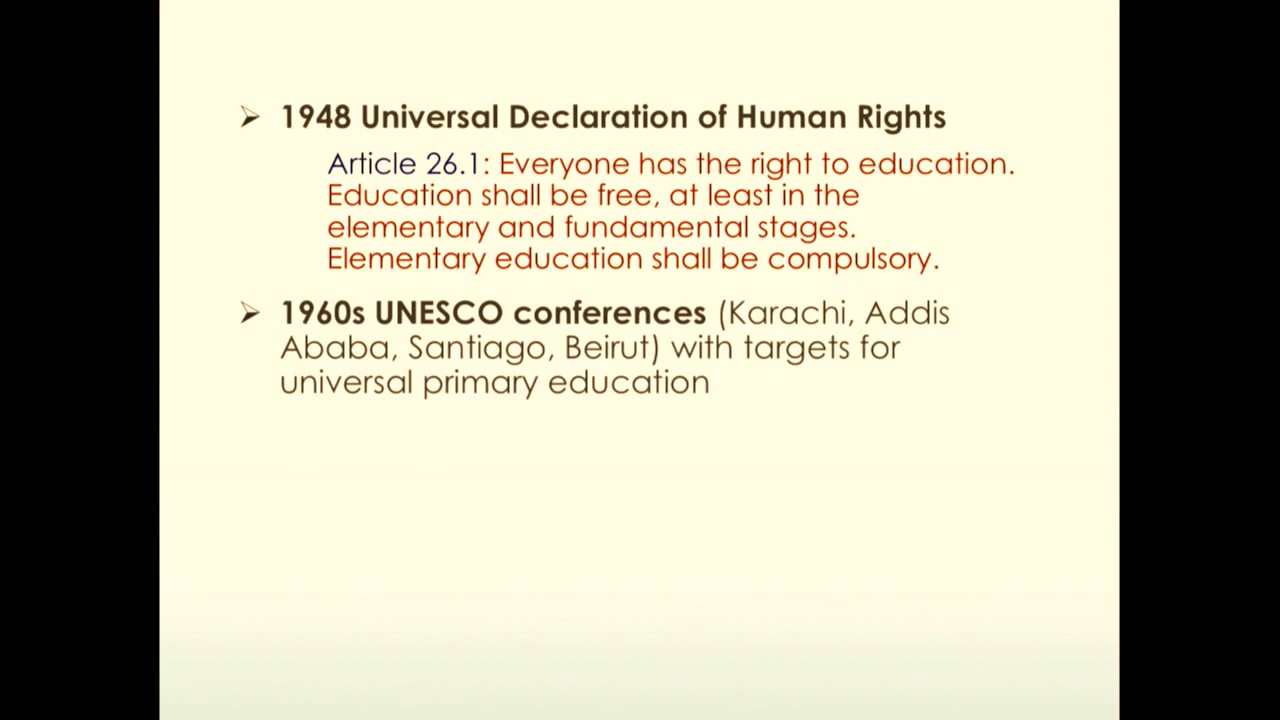 ➢ 1948 Universal Declaration of Human Rights
Article 26.1: Everyone has the right to education.
Education shall be free, at least in the
elementary and fundamental stages.
Elementary education shall be compulsory.
➢ 1960s UNESCO conferences (Karachi, Addis
Ababa, Santiago, Beirut) with targets for
universal primary education